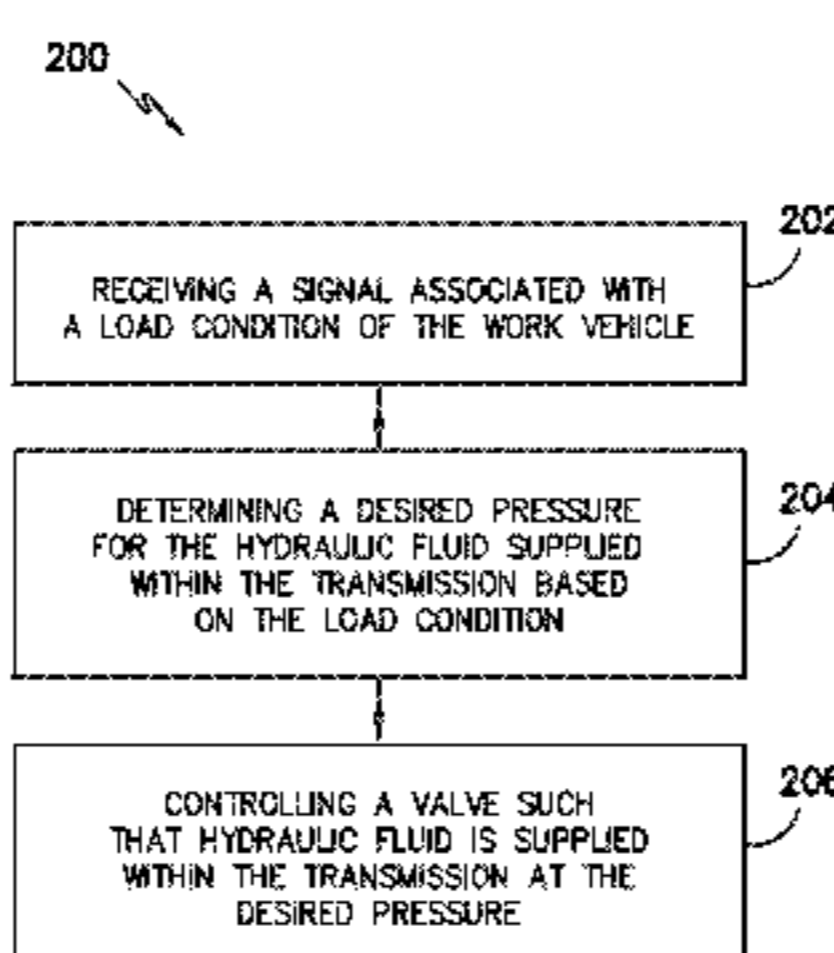 200
202
RECEIVING A SIGNAL ASSOCIATED WITH
A LOAD CONDITION OF THE WORK VEHICLE
204
DETERMINING A DESIRED PRESSURE
FOR THE HYDRAULIC FLUID SUPPLIED
WITHIN THE TRANSMISSION BASED
ON THE LOAD CONDITION
206
CONTROLLING A VALVE SUCH
THAT HYDRAULIC FLUID IS SUPPLIED
WITHIN THE TRANSMISSION AT THE
DESIRED PRESSURE